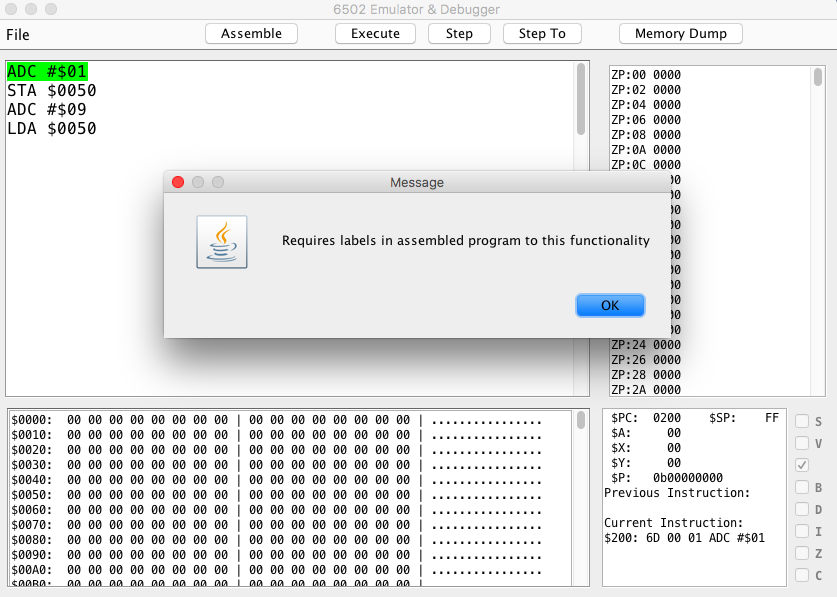 6502 Emulator & Debugger
File
Assemble
Execute
Step
Step To
Memory Dump
ADC #$01
STA $0050
ADC #$09
LDA $0050
ZP:00 0000
ZP:02 0000
ZP:04 0000
ZP:06 0000
ZP:08 0000
ZP:0A 0000
ZP:0C 0000
Message
Requires labels in assembled program to this functionality
OK
ZP:24 0000
ZP:26 0000
ZP:28 0000
ZP:2A 0000
$0000: 00 00 00 00 00 00 00 00 | 00 00 00 00 00 00 00 00 | ................
$0010: 00 00 00 00 00 00 00 00 | 00 00 00 00 00 00 00 00 | ................
$0020: 00 00 00 00 00 00 00 00 | 00 00 00 00 00 00 00 00 | ................
$0030: 00 00 00 00 00 00 00 00 | 00 00 00 00 00 00 00 00 | ................
$0040: 00 00 00 00 00 00 00 00 | 00 00 00 00 00 00 00 00 | ................
$0050: 00 00 00 00 00 00 00 00 | 00 00 00 00 00 00 00 00 | ................
$0060: 00 00 00 00 00 00 00 00 | 00 00 00 00 00 00 00 00 | ................
$0070: 00 00 00 00 00 00 00 00 | 00 00 00 00 00 00 00 00 | ................
$0080: 00 00 00 00 00 00 00 00 | 00 00 00 00 00 00 00 00 | ................
$0090: 00 00 00 00 00 00 00 00 | 00 00 00 00 00 00 00 00 | ................
$00A0: 00 00 00 00 00 00 00 00 | 00 00 00 00 00 00 00 00 | ................
$00B0: 00 00 00 00 00 00 00 00 | 00 00 00 00 00 00 00 00 | ................
$PC: 0200 $SP: FF
$A: 00
$X: 00
$Y: 00
$P: 0b00000000
Previous Instruction:
Current Instruction:
$200: 6D 00 01 ADC #$01
S
V
B
D
I
Z
C